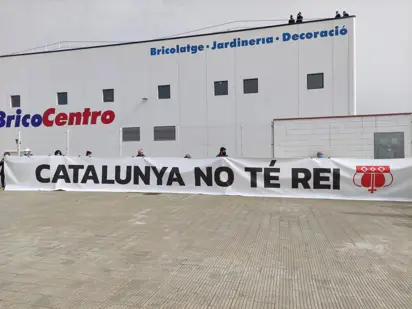 Bricolatge · Jardineria · Decoració
BricoCentro
CATALUNYA NO TÉ REI